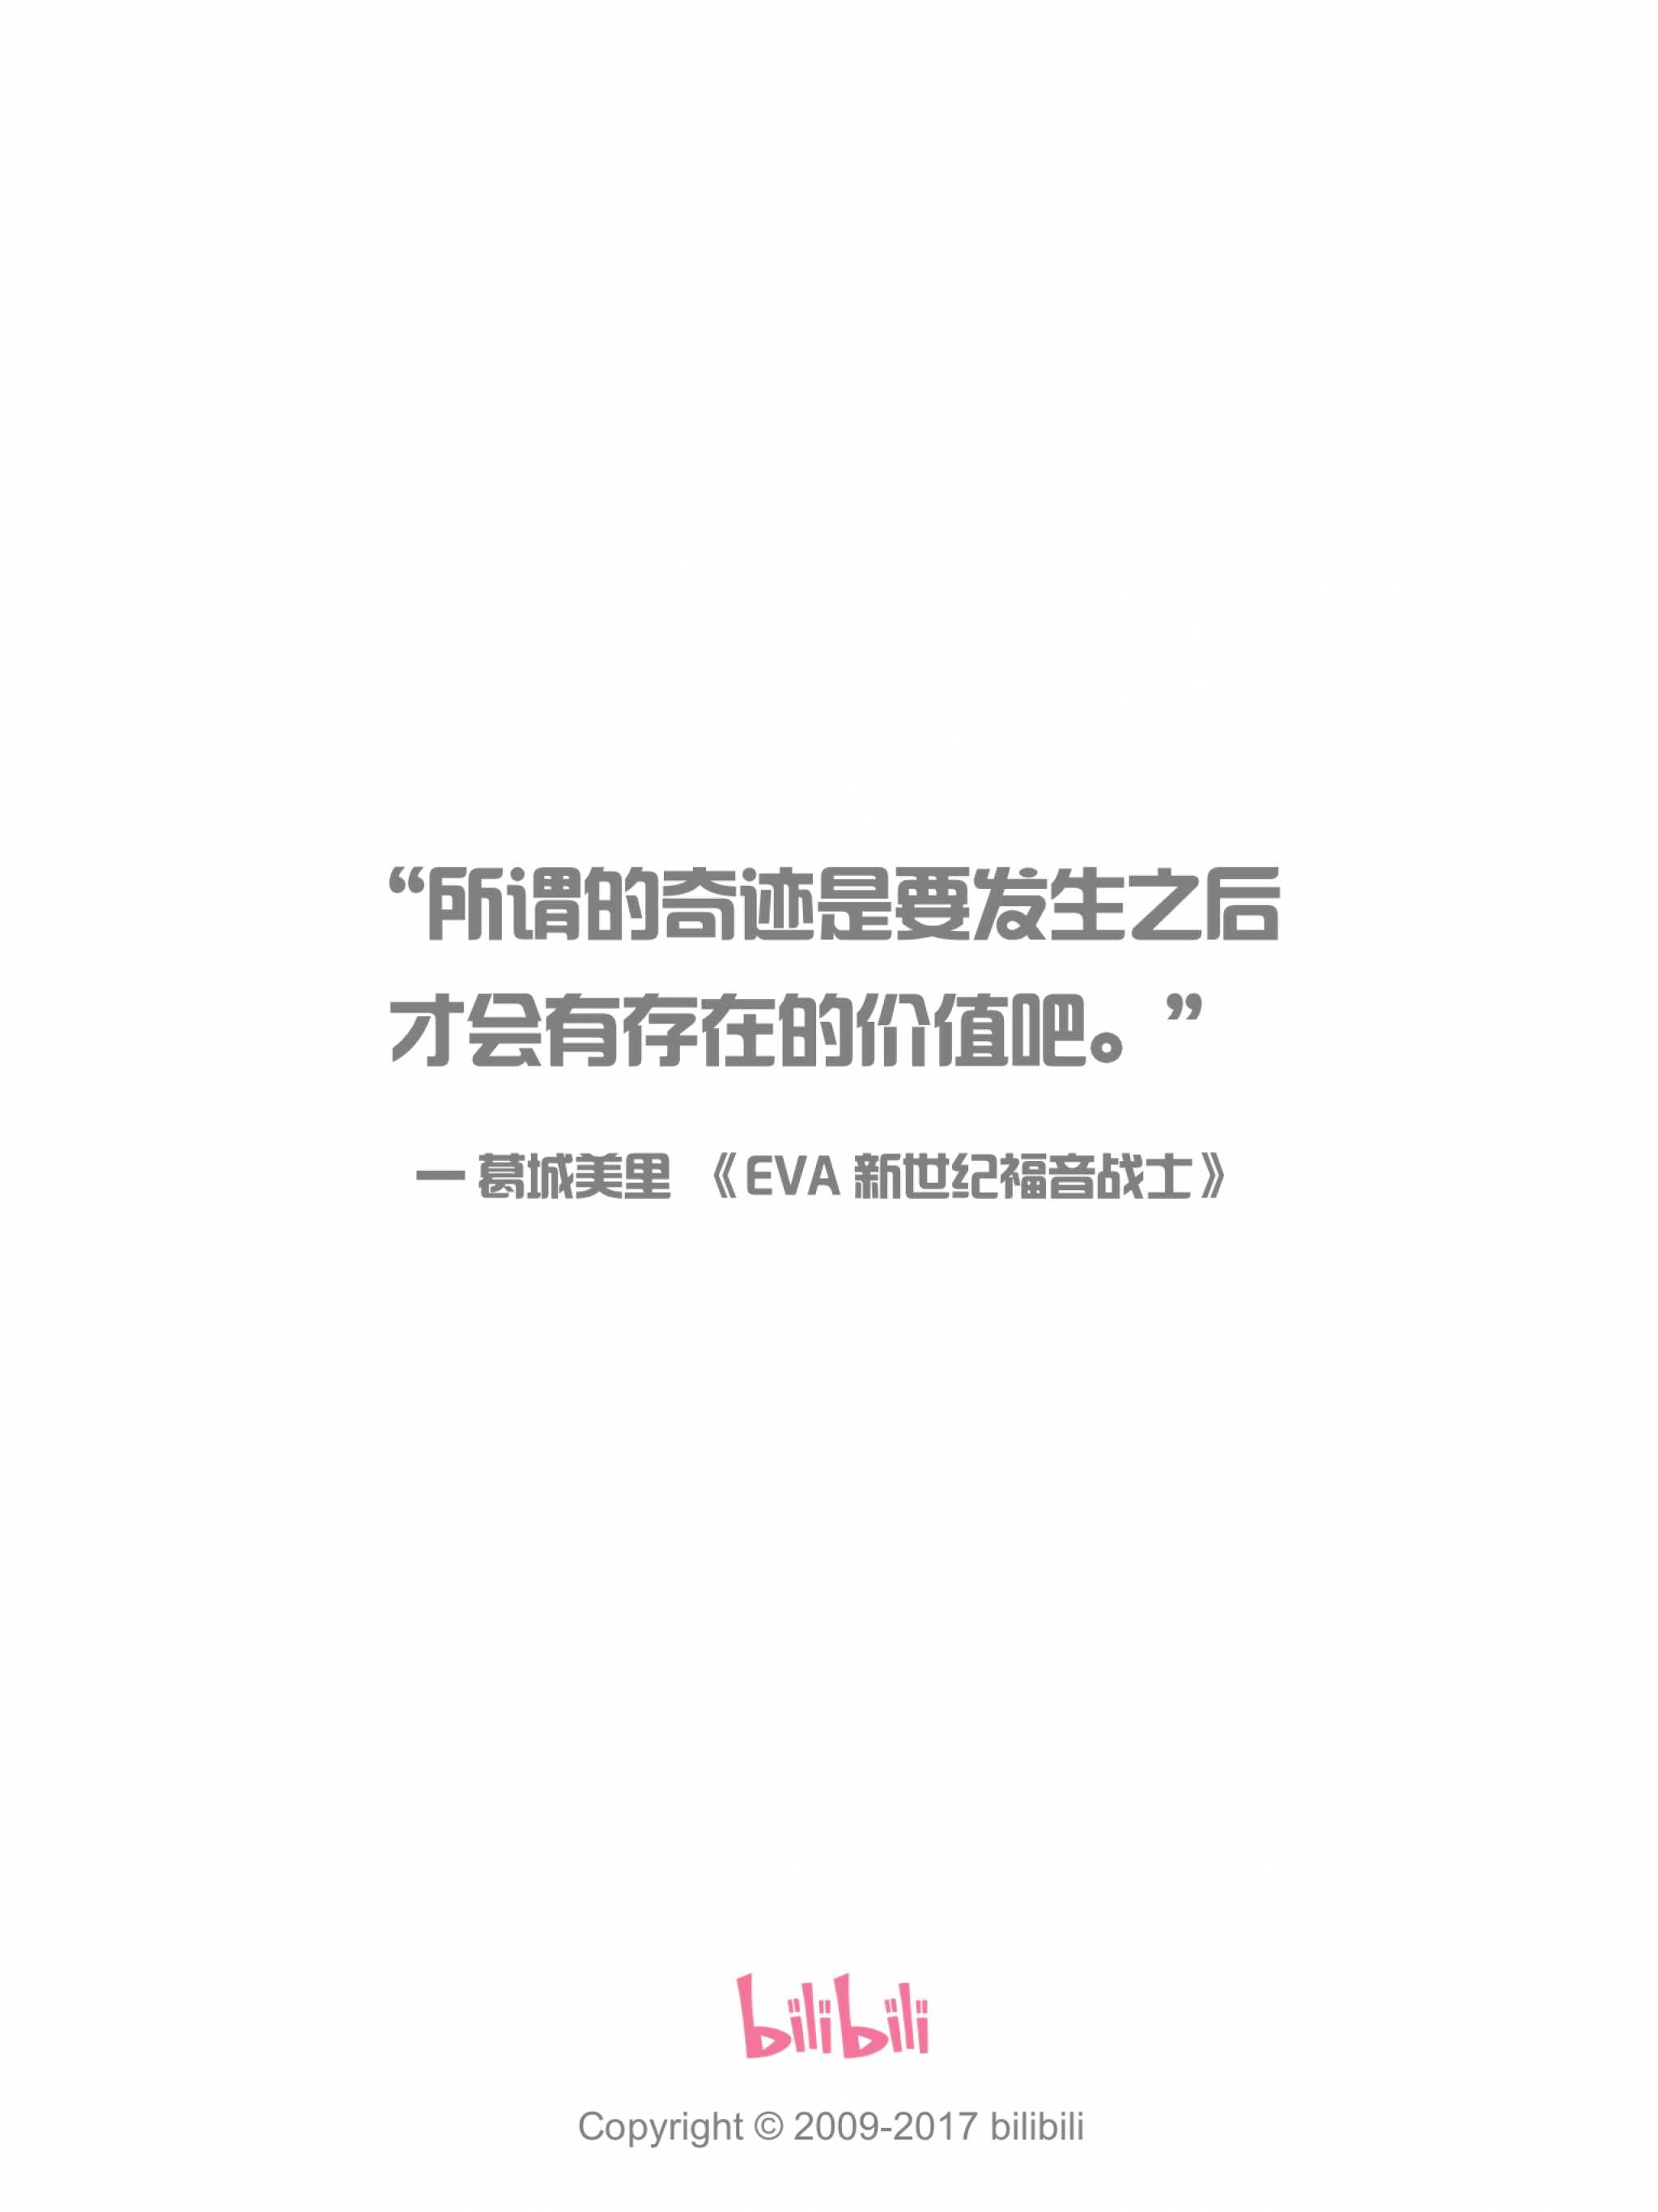 “所谓的奇迹是要发生之后
才会有存在的价值吧。”
一葛城美里 《EVA 新世纪福音战士》
bilibili
Copyright © 2009-2017 bilibili